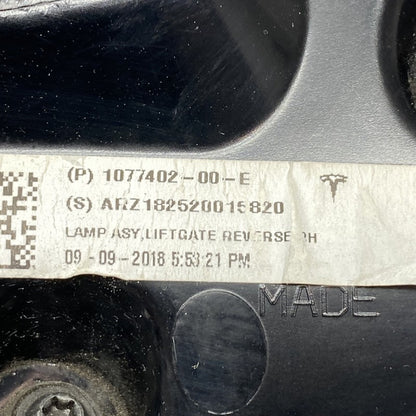 (P) 1077402-00-E
(S) ARZ182520015820
LAMP ASY,LIFTGATE REVERSE RH
09-09-2018 5:53:21 PM
MADE